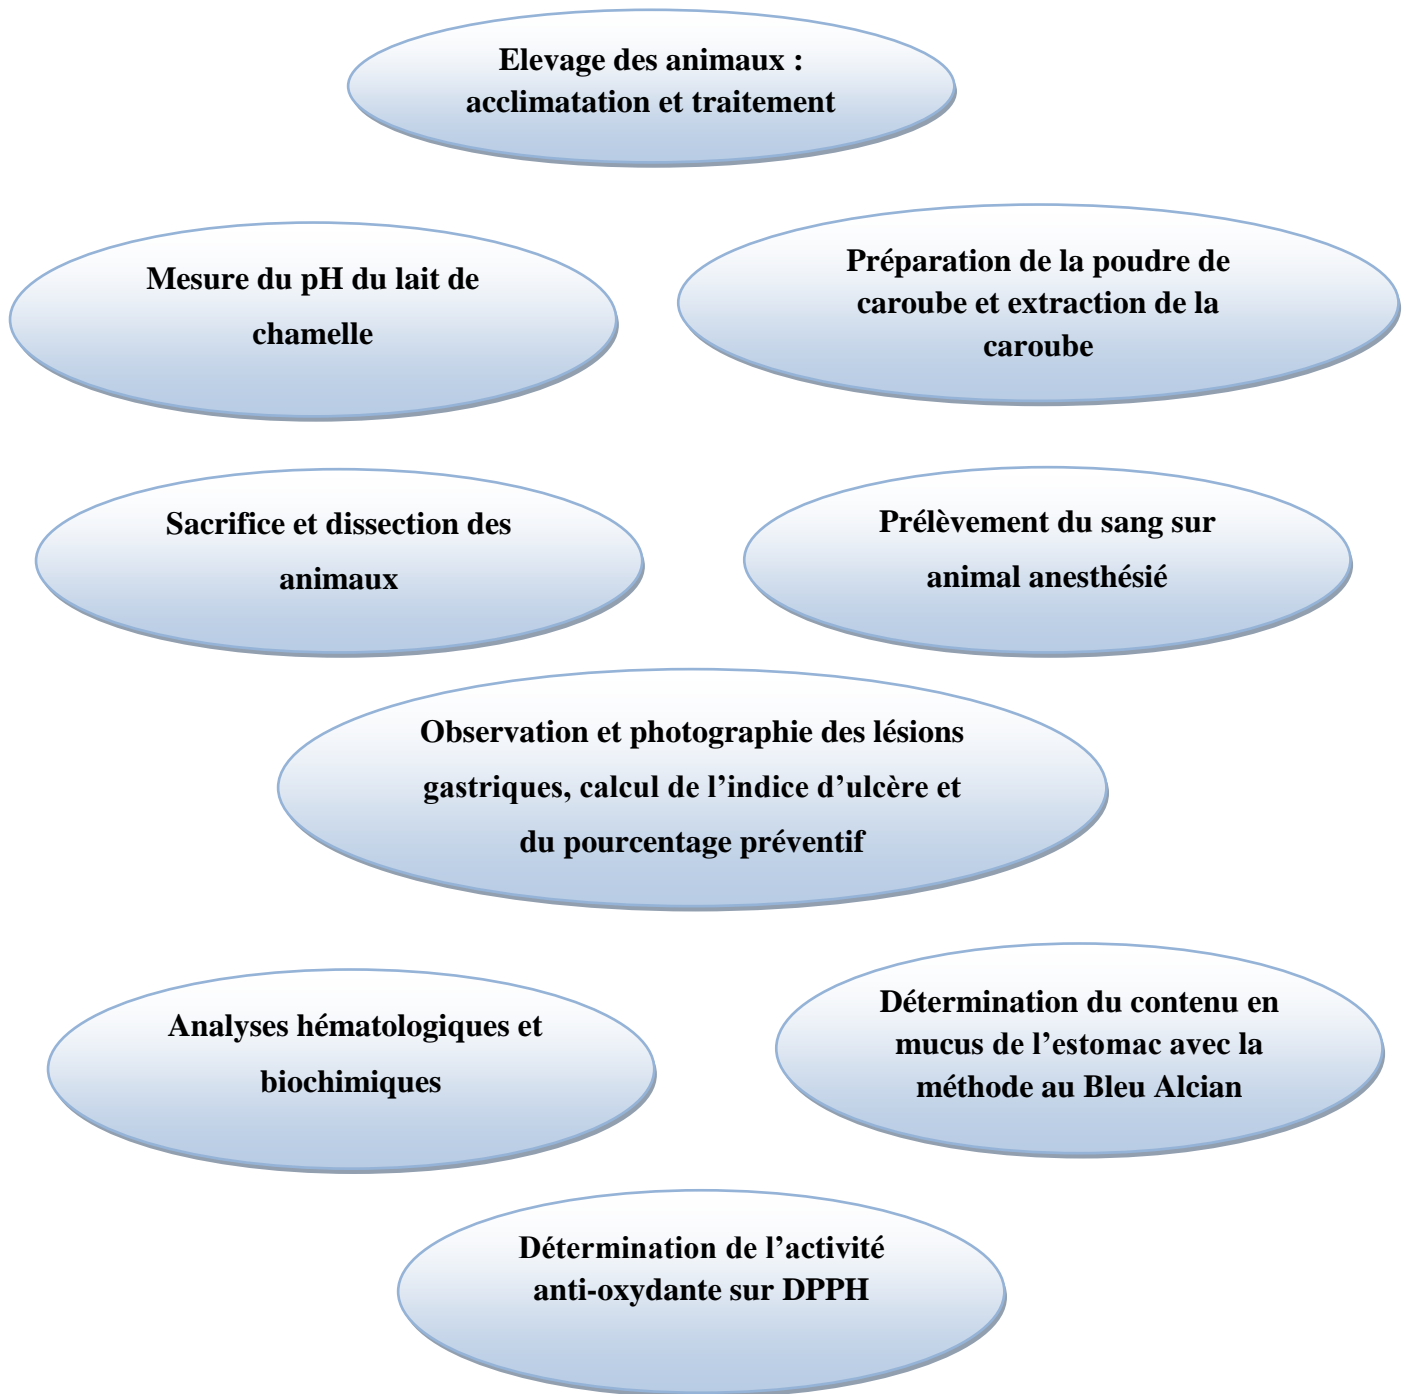 Elevage des animaux :
acclimatation et traitement
Mesure du pH du lait de
chamelle
Préparation de la poudre de
caroube et extraction de la
caroube
Sacrifice et dissection des
animaux
Prélèvement du sang sur
animal anesthésié
Observation et photographie des lésions
gastriques, calcul de l’indice d’ulcère et
du pourcentage préventif
Analyses hématologiques et
biochimiques
Détermination du contenu en
mucus de l’estomac avec la
méthode au Bleu Alcian
Détermination de l’activité
anti-oxydante sur DPPH